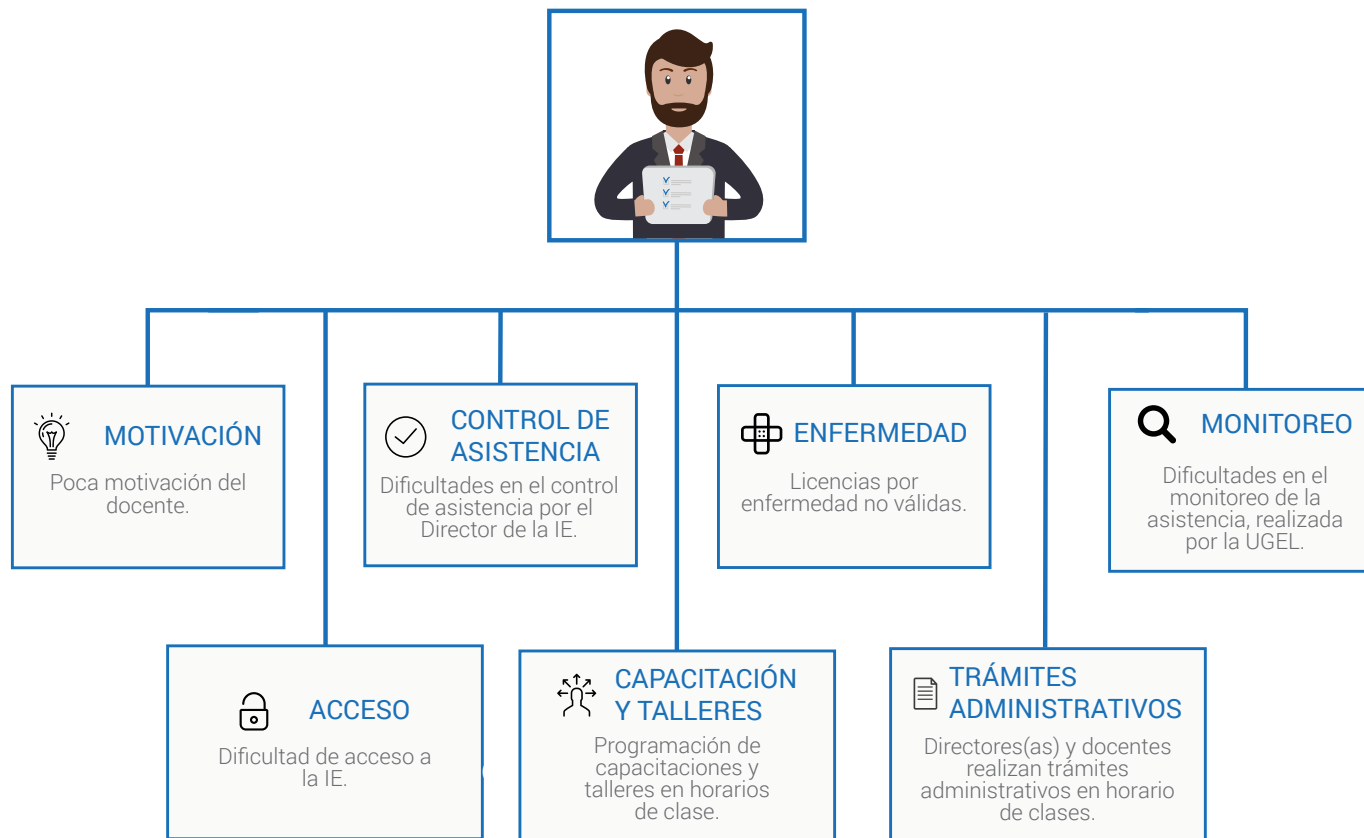 MOTIVACIÓN
Poca motivación del
docente.
CONTROL DE
ASISTENCIA
Dificultades en el control
de asistencia por el
Director de la IE.
ENFERMEDAD
Licencias por
enfermedad no válidas.
MONITOREO
Dificultades en el
monitoreo de la
asistencia, realizada
por la UGEL.
ACCESO
Dificultad de acceso a
la IE.
CAPACITACIÓN
Y TALLERES
Programación de
capacitaciones y
talleres en horarios
de clase.
TRÁMITES
ADMINISTRATIVOS
Directores(as) y docentes
realizan trámites
administrativos en horario
de clases.